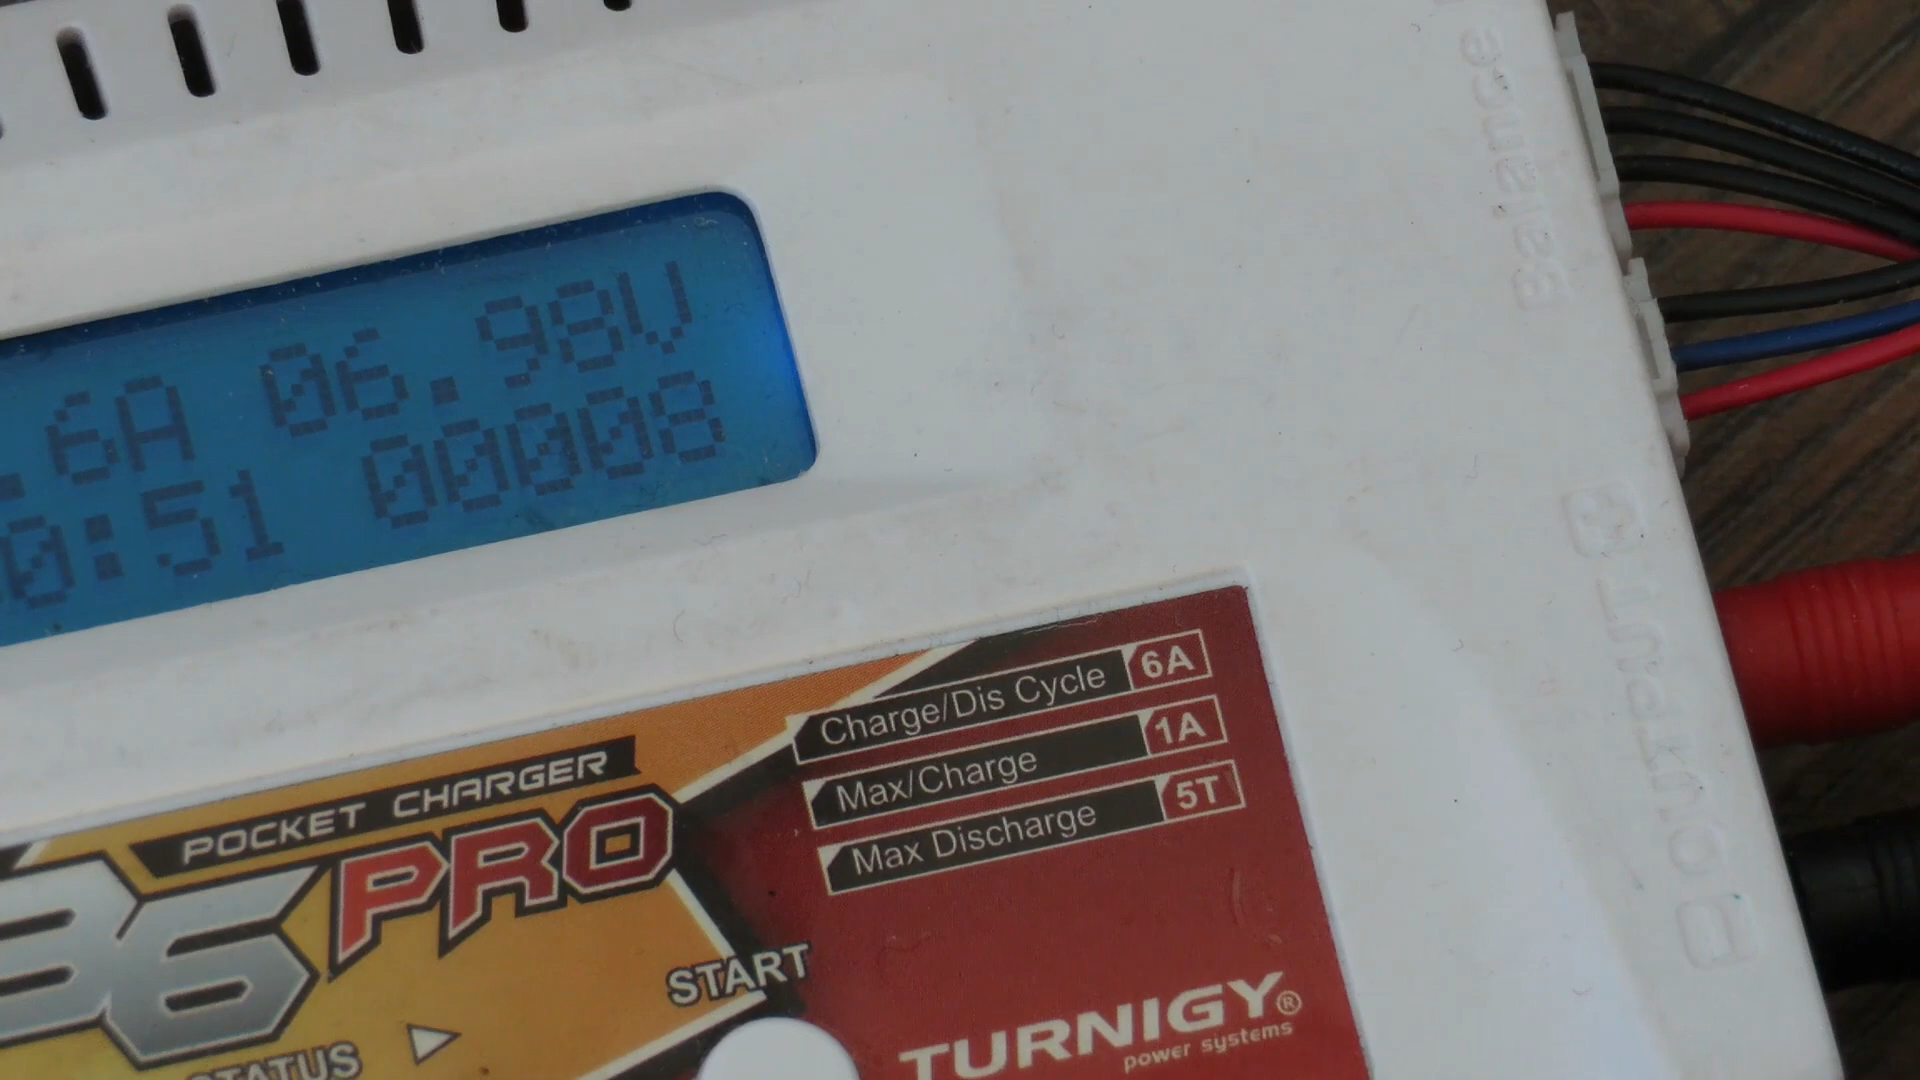 .6A 06.98V
0:51 00008
Balance
Output
Charge/Dis Cycle 6A
Max/Charge 1A
Max Discharge 5T
POCKET CHARGER
B6 PRO
START
STATUS
TURNIGY®
power systems